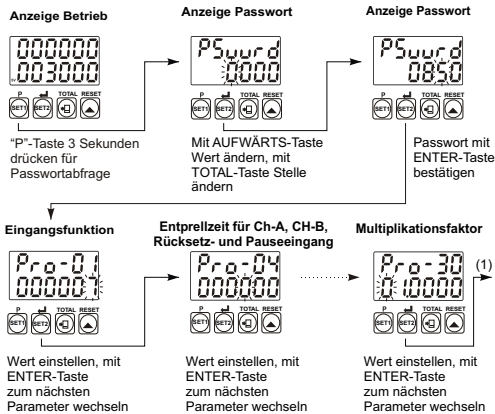 Anzeige Betrieb
000000
003000
P TOTAL RESET
SET1 SET2
"P"-Taste 3 Sekunden
drücken für
Passwortabfrage
Anzeige Passwort
PSwrd
0000
P TOTAL RESET
SET1 SET2
Mit AUFWÄRTS-Taste
Wert ändern, mit
TOTAL-Taste Stelle
ändern
Anzeige Passwort
PSwrd
0850
P TOTAL RESET
SET1 SET2
Passwort mit
ENTER-Taste
bestätigen
Eingangsfunktion
Pro-01
000001
P TOTAL RESET
SET1 SET2
Wert einstellen, mit
ENTER-Taste
zum nächsten
Parameter wechseln
Entprellzeit für Ch-A, CH-B,
Rücksetz- und Pauseeingang
Pro-04
000000
P TOTAL RESET
SET1 SET2
Wert einstellen, mit
ENTER-Taste
zum nächsten
Parameter wechseln
Multiplikationsfaktor
Pro-30
01.0000
P TOTAL RESET
SET1 SET2
(1)
Wert einstellen, mit
ENTER-Taste
zum nächsten
Parameter wechseln